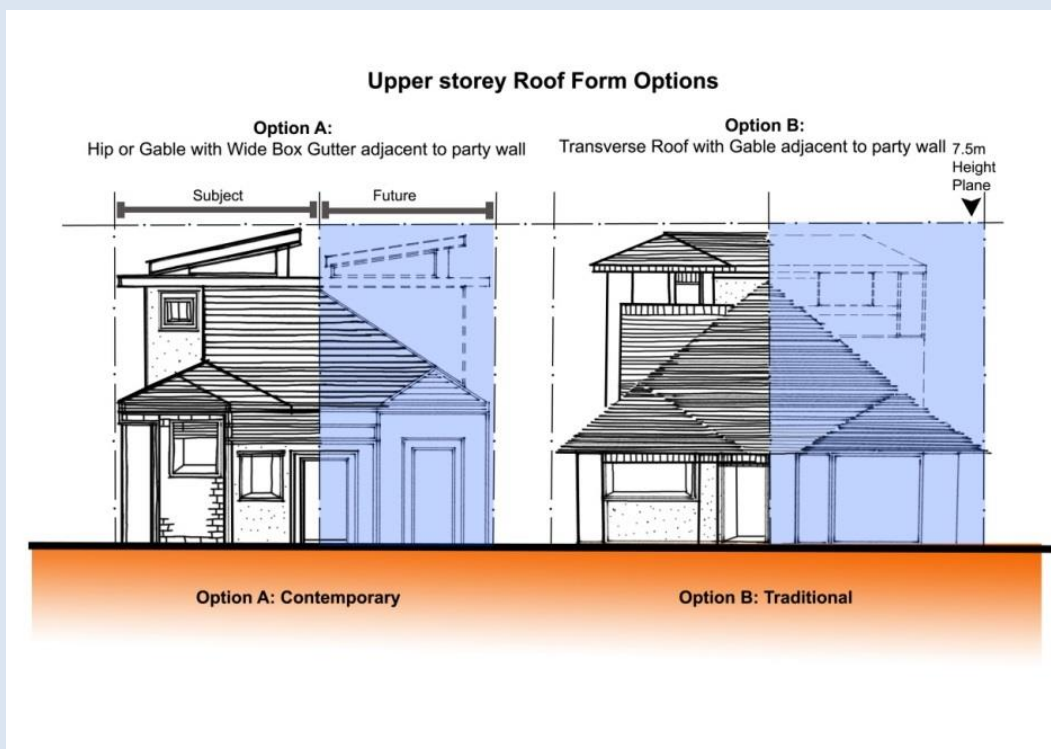 Upper storey Roof Form Options
Option A:
Hip or Gable with Wide Box Gutter adjacent to party wall
Option B:
Transverse Roof with Gable adjacent to party wall
7.5m
Height
Plane
Subject
Future
Option A: Contemporary
Option B: Traditional